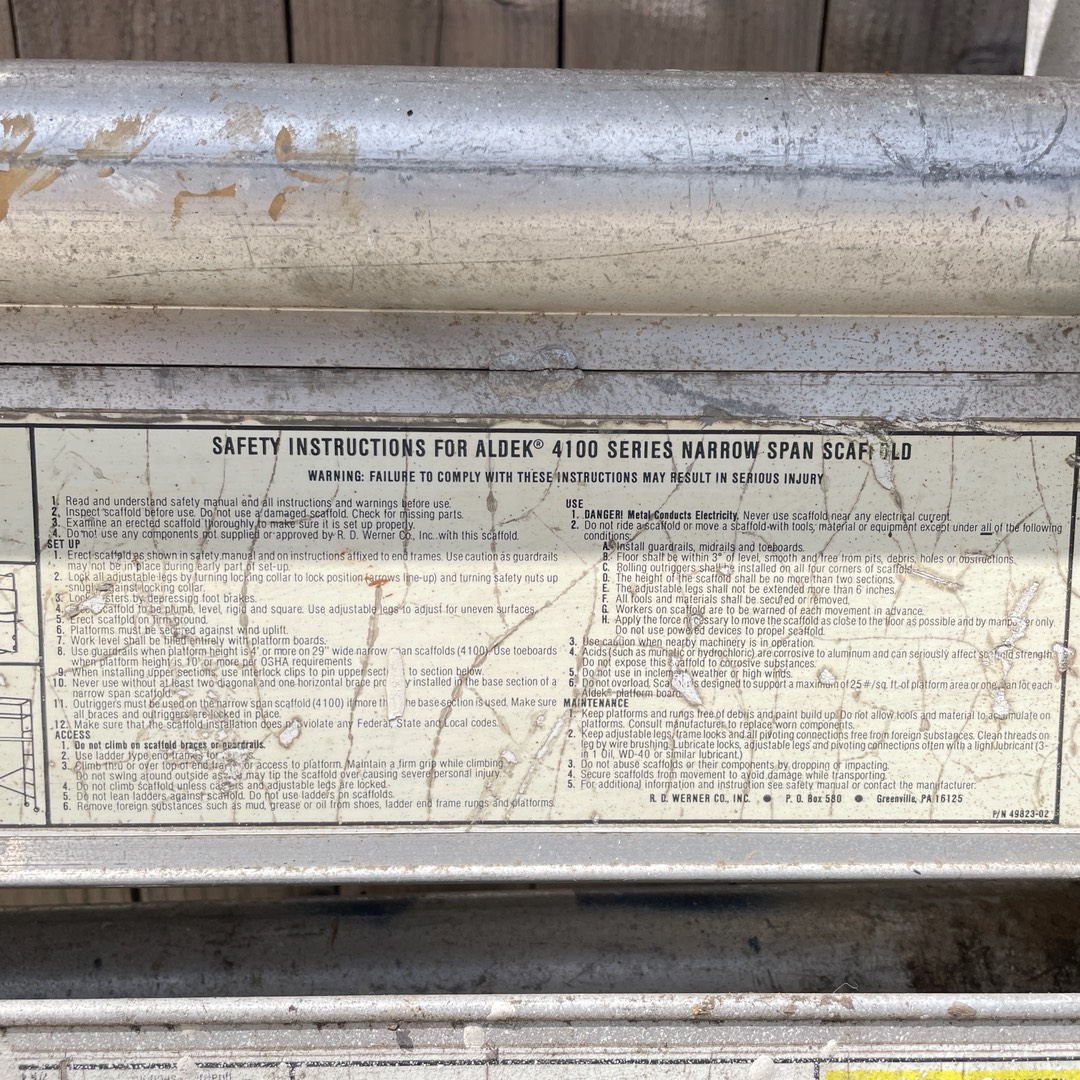 SAFETY INSTRUCTIONS FOR ALDEK® 4100 SERIES NARROW SPAN SCAFFOLD
WARNING: FAILURE TO COMPLY WITH THESE INSTRUCTIONS MAY RESULT IN SERIOUS INJURY
1. Read and understand safety manual and all instructions and warnings before use.
2. Inspect scaffold before use. Do not use a damaged scaffold. Check for missing parts.
3. Examine an erected scaffold thoroughly to make sure it is set up properly.
4. Do not use any components not supplied or approved by R. D. Werner Co., Inc. with this scaffold.
SET UP
1. Erect scaffold as shown in safety manual and on instructions affixed to end frames. Use caution as guardrails
may not be in place during early part of set-up.
2. Lock all adjustable legs by turning locking collar to lock position line-up) and turning safety nuts up
snugly against locking collar.
3. Lock by depressing foot brakes.
4. scaffold to be plumb, level, rigid and square. Use adjustable legs to adjust for uneven surfaces.
5. Erect scaffold on ground.
6. Platforms must be secured against wind uplift.
7. Work level shall be filled entirely with platform boards.
8. Use guardrails when platform height is 4' or more on 29" wide narrow span scaffolds (4100). Use toeboards
when platform height is 10' or more per OSHA requirements
9. When installing upper sections, use interlock clips to pin upper section to section below.
10. Never use without at least two diagonal and one horizontal brace properly installed in the base section of a
narrow span scaffold.
11. Outriggers must be used on the narrow span scaffold (4100) if more than the base section is used. Make sure
all braces and outriggers are locked in place.
12. Make sure that the scaffold installation does violate any Federal State and Local codes.
ACCESS
1. Do not climb on scaffold braces or guardrails.
2. Use ladder type end frames for
3. Climb thru or over top of end frame for access to platform. Maintain a firm grip while climbing.
Do not swing around outside as may tip the scaffold over causing severe personal injury.
4. Do not climb scaffold unless casters and adjustable legs are locked.
5. Do not lean ladders against scaffold. Do not use ladders on scaffolds.
6. Remove foreign substances such as mud, grease or oil from shoes, ladder end frame rungs and platforms.
USE
1. DANGER! Metal Conducts Electricity. Never use scaffold near any electrical current.
2. Do not ride a scaffold or move a scaffold with tools, material or equipment except under all of the following
conditions:
A. Install guardrails, midrails and toeboards.
B. Floor shall be within 3° of level, smooth and free from pits, debris, holes or obstructions.
C. Rolling outriggers shall be installed on all four corners of scaffold.
D. The height of the scaffold shall be no more than two sections.
E. The adjustable legs shall not be extended more than 6 inches.
F. All tools and materials shall be secured or removed.
G. Workers on scaffold are to be warned of each movement in advance.
H. Apply the force necessary to move the scaffold as close to the floor as possible and by manpower only.
Do not use powered devices to propel scaffold.
3. Use caution when nearby machinery is in operation.
4. Acids (such as muriatic or hydrochloric) are corrosive to aluminum and can seriously affect scaffold strength.
Do not expose this scaffold to corrosive substances.
5. Do not use in inclement weather or high winds.
6. Do not overload. Scaffold is designed to support a maximum of 25#/sq. ft. of platform area or one man for each
Aldek platform board.
MAINTENANCE
1. Keep platforms and rungs free of debris and paint build up. Do not allow tools and material to accumulate on
platforms. Consult manufacturer to replace worn components.
2. Keep adjustable legs, frame locks and all pivoting connections free from foreign substances. Clean threads on
leg by wire brushing. Lubricate locks, adjustable legs and pivoting connections often with a light lubricant (3-
in 1 Oil, WD-40 or similar lubricant.)
3. Do not abuse scaffolds or their components by dropping or impacting.
4. Secure scaffolds from movement to avoid damage while transporting.
5. For additional information and instruction see safety manual or contact the manufacturer:
R. D. WERNER CO., INC. ● P. O. Box 580 ● Greenville, PA 16125
P/N 49823-02